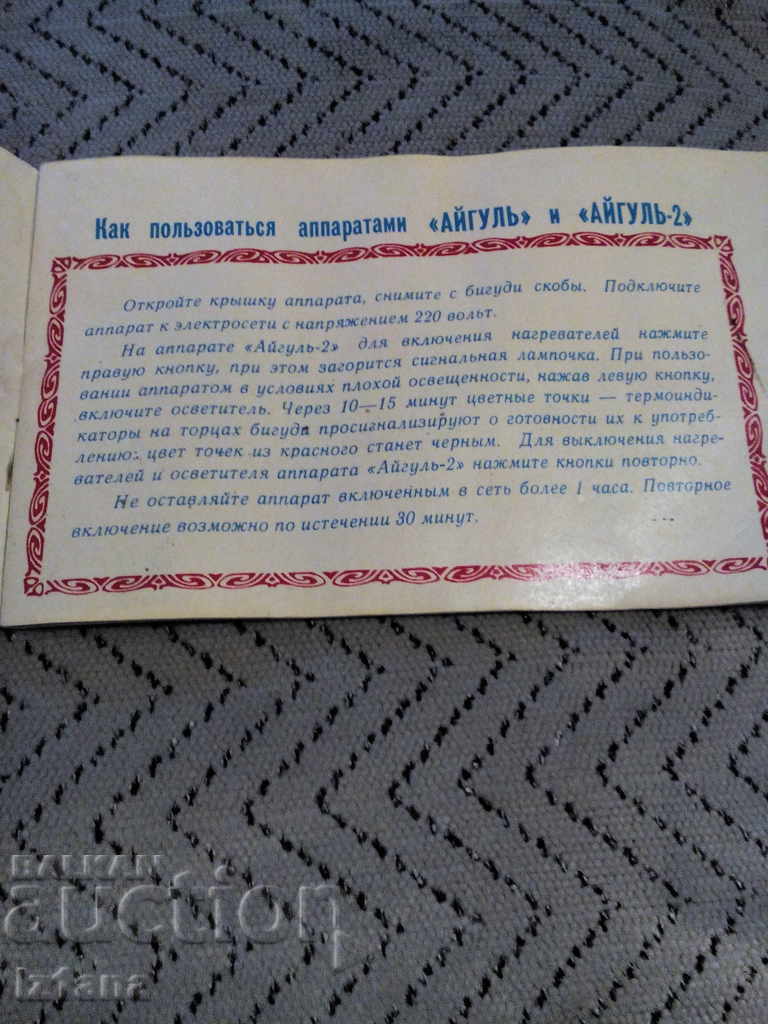 Как пользоваться аппаратами «АЙГУЛЬ» и «АЙГУЛЬ-2»
Откройте крышку аппарата, снимите с бигуди скобы. Подключите
аппарат к электросети с напряжением 220 вольт.
На аппарате «Айгуль-2» для включения нагревателей нажмите
правую кнопку, при этом загорится сигнальная лампочка. При пользо-
вании аппаратом в условиях плохой освещенности, нажав левую кнопку,
включите осветитель. Через 10—15 минут цветные точки — термоинди-
каторы на торцах бигуди просигнализируют о готовности их к употреб-
лению: цвет точек из красного станет черным. Для выключения нагре-
вателей и осветителя аппарата «Айгуль-2» нажмите кнопки повторно.
Не оставляйте аппарат включенным в сеть более 1 часа. Повторное
включение возможно по истечении 30 минут.
BALKAN
auction
Izfana